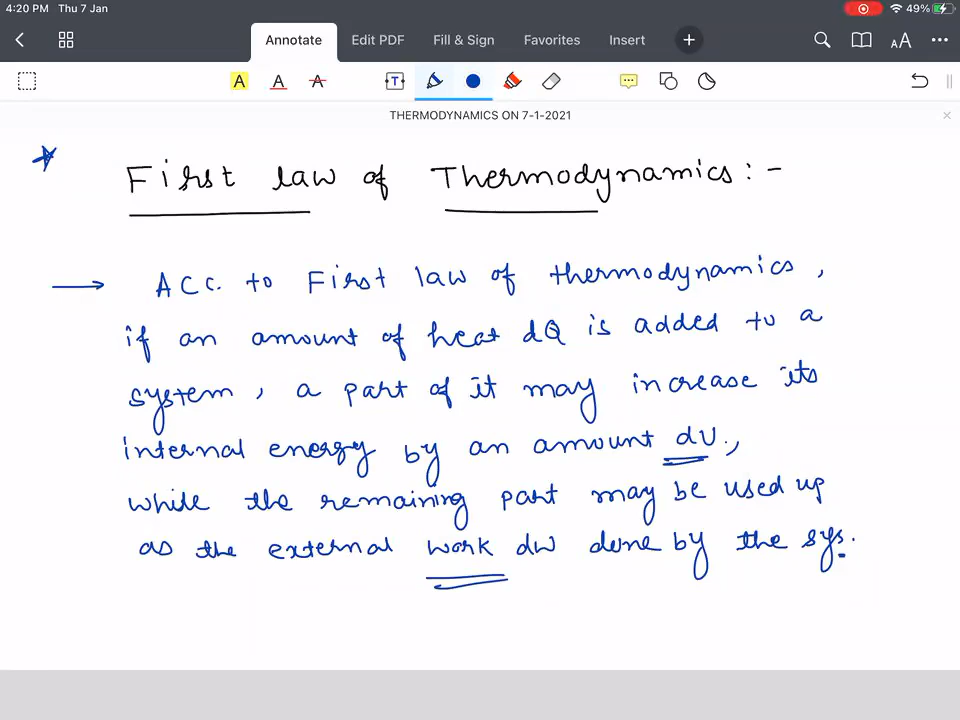 4:20 PM Thu 7 Jan 49%
Annotate Edit PDF Fill & Sign Favorites Insert
THERMODYNAMICS ON 7-1-2021
First law of Thermodynamics:-
→ Acc. to First law of thermodynamics,
if an amount of heat dQ is added to a
system, a part of it may increase its
internal energy by an amount dU.,
while the remaining part may be used up
as the external work dw done by the sys.